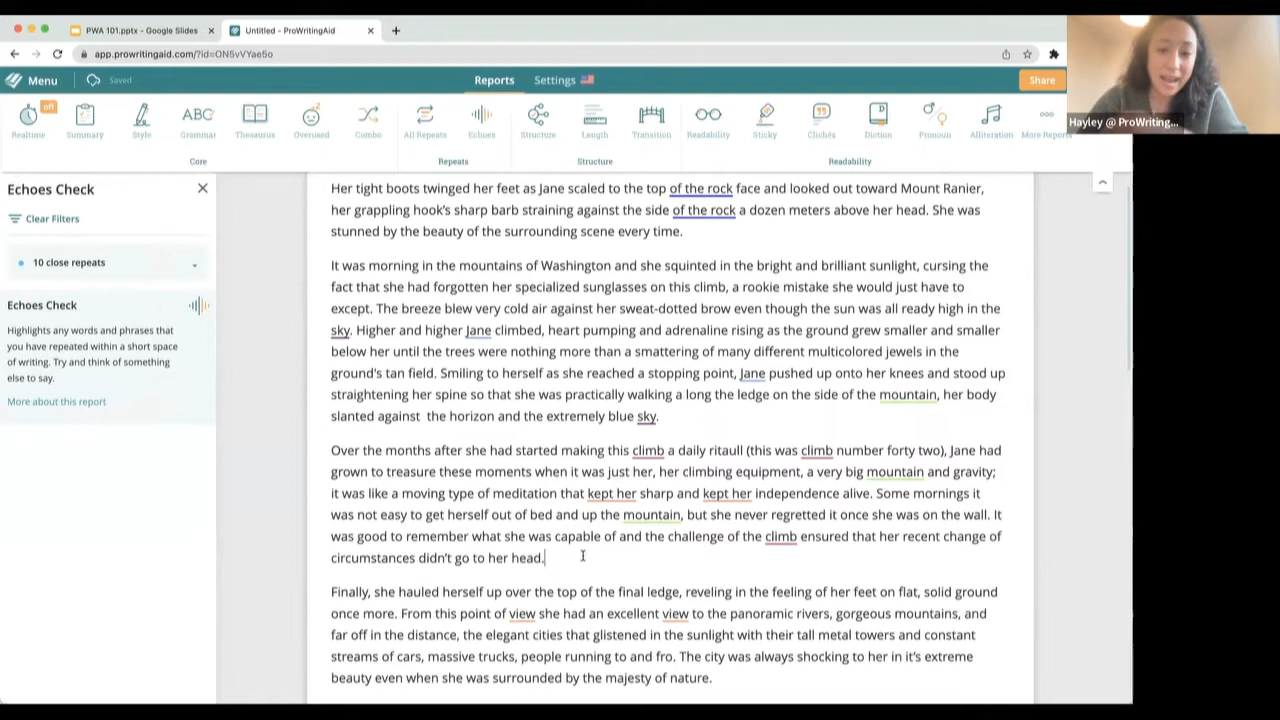 PWA 101.pptx - Google Slides
Untitled - ProWritingAid
app.prowritingaid.com/?id=ON5vVYae5o
Menu
Saved
Reports
Settings
Share
off
Realtime
Summary
Style
ABC
Grammar
Thesaurus
Overused
Combo
All Repeats
Echoes
Structure
Length
Transition
Readability
Sticky
Clichés
Diction
Pronoun
Alliteration
More Reports
Hayley @ ProWriting...
Core
Repeats
Structure
Readability
Echoes Check
Clear Filters
10 close repeats
Echoes Check
Highlights any words and phrases that
you have repeated within a short space
of writing. Try and think of something
else to say.
More about this report
Her tight boots twinged her feet as Jane scaled to the top of the rock face and looked out toward Mount Ranier,
her grappling hook's sharp barb straining against the side of the rock a dozen meters above her head. She was
stunned by the beauty of the surrounding scene every time.
It was morning in the mountains of Washington and she squinted in the bright and brilliant sunlight, cursing the
fact that she had forgotten her specialized sunglasses on this climb, a rookie mistake she would just have to
except. The breeze blew very cold air against her sweat-dotted brow even though the sun was all ready high in the
sky. Higher and higher Jane climbed, heart pumping and adrenaline rising as the ground grew smaller and smaller
below her until the trees were nothing more than a smattering of many different multicolored jewels in the
ground's tan field. Smiling to herself as she reached a stopping point, Jane pushed up onto her knees and stood up
straightening her spine so that she was practically walking a long the ledge on the side of the mountain, her body
slanted against the horizon and the extremely blue sky.
Over the months after she had started making this climb a daily ritaull (this was climb number forty two), Jane had
grown to treasure these moments when it was just her, her climbing equipment, a very big mountain and gravity;
it was like a moving type of meditation that kept her sharp and kept her independence alive. Some mornings it
was not easy to get herself out of bed and up the mountain, but she never regretted it once she was on the wall. It
was good to remember what she was capable of and the challenge of the climb ensured that her recent change of
circumstances didn't go to her head.
Finally, she hauled herself up over the top of the final ledge, reveling in the feeling of her feet on flat, solid ground
once more. From this point of view she had an excellent view to the panoramic rivers, gorgeous mountains, and
far off in the distance, the elegant cities that glistened in the sunlight with their tall metal towers and constant
streams of cars, massive trucks, people running to and fro. The city was always shocking to her in it's extreme
beauty even when she was surrounded by the majesty of nature.